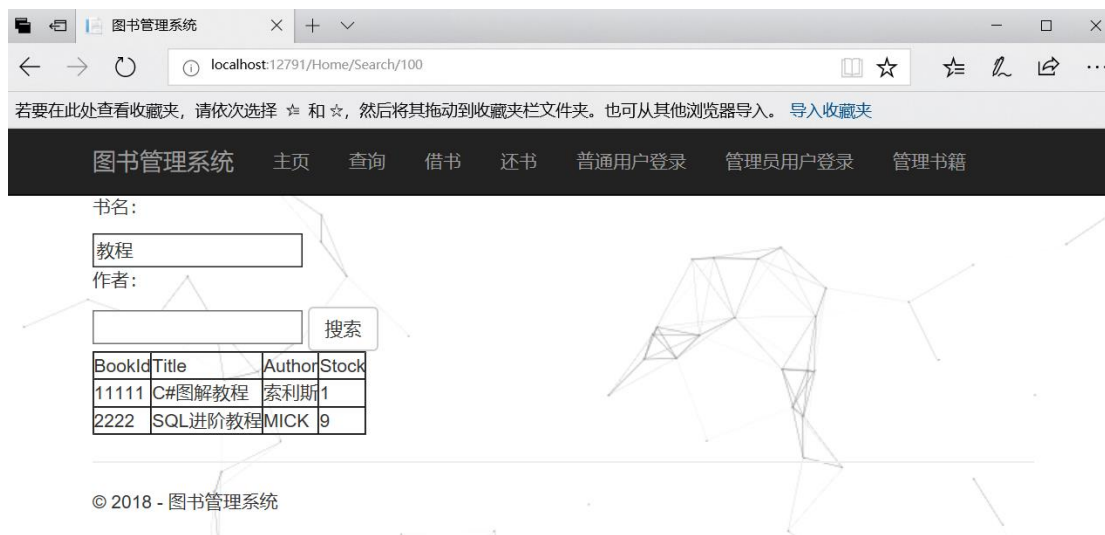 图书管理系统
localhost:12791/Home/Search/100
若要在此处查看收藏夹，请依次选择 和 ，然后将其拖动到收藏夹栏文件夹。也可从其他浏览器导入。 导入收藏夹
图书管理系统 主页 查询 借书 还书 普通用户登录 管理员用户登录 管理书籍
书名：
教程
作者：
搜索
BookId Title Author Stock
11111 C#图解教程 索利斯 1
2222 SQL进阶教程 MICK 9
© 2018 - 图书管理系统